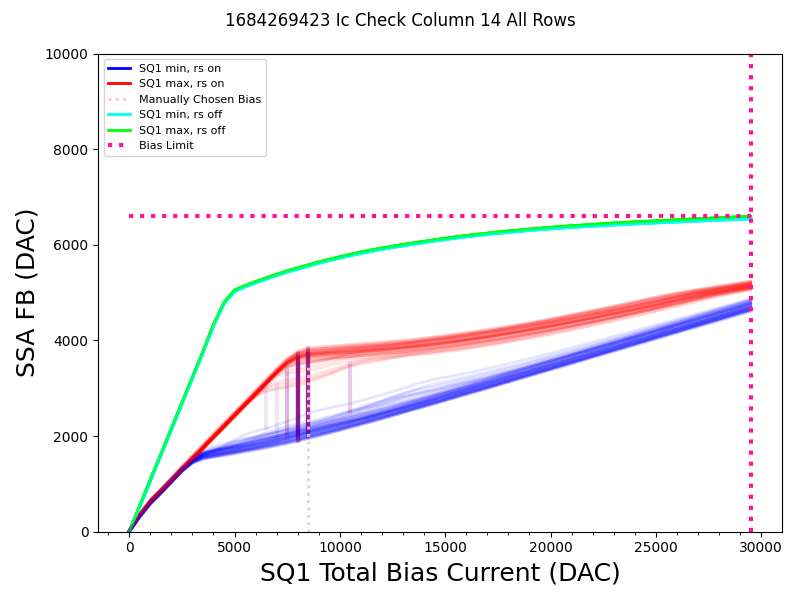 1684269423 Ic Check Column 14 All Rows
SQ1 min, rs on
SQ1 max, rs on
Manually Chosen Bias
SQ1 min, rs off
SQ1 max, rs off
Bias Limit
10000
8000
6000
4000
2000
0
SSA FB (DAC)
0 5000 10000 15000 20000 25000 30000
SQ1 Total Bias Current (DAC)